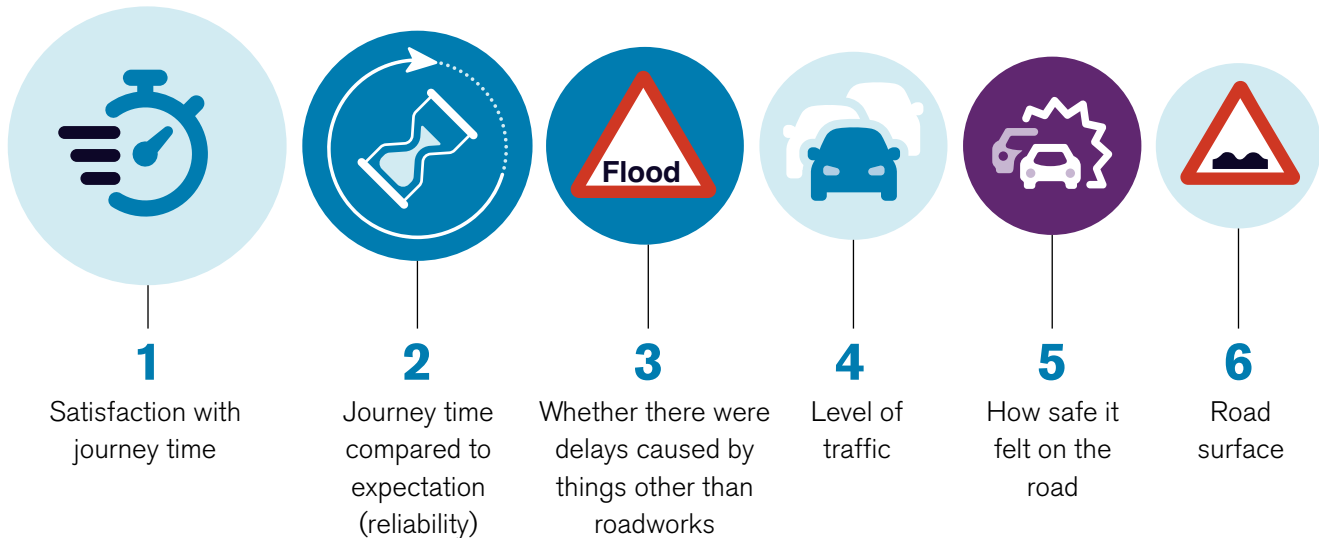 Flood
1
Satisfaction with
journey time
2
Journey time
compared to
expectation
(reliability)
3
Whether there were
delays caused by
things other than
roadworks
4
Level of
traffic
5
How safe it
felt on the
road
6
Road
surface